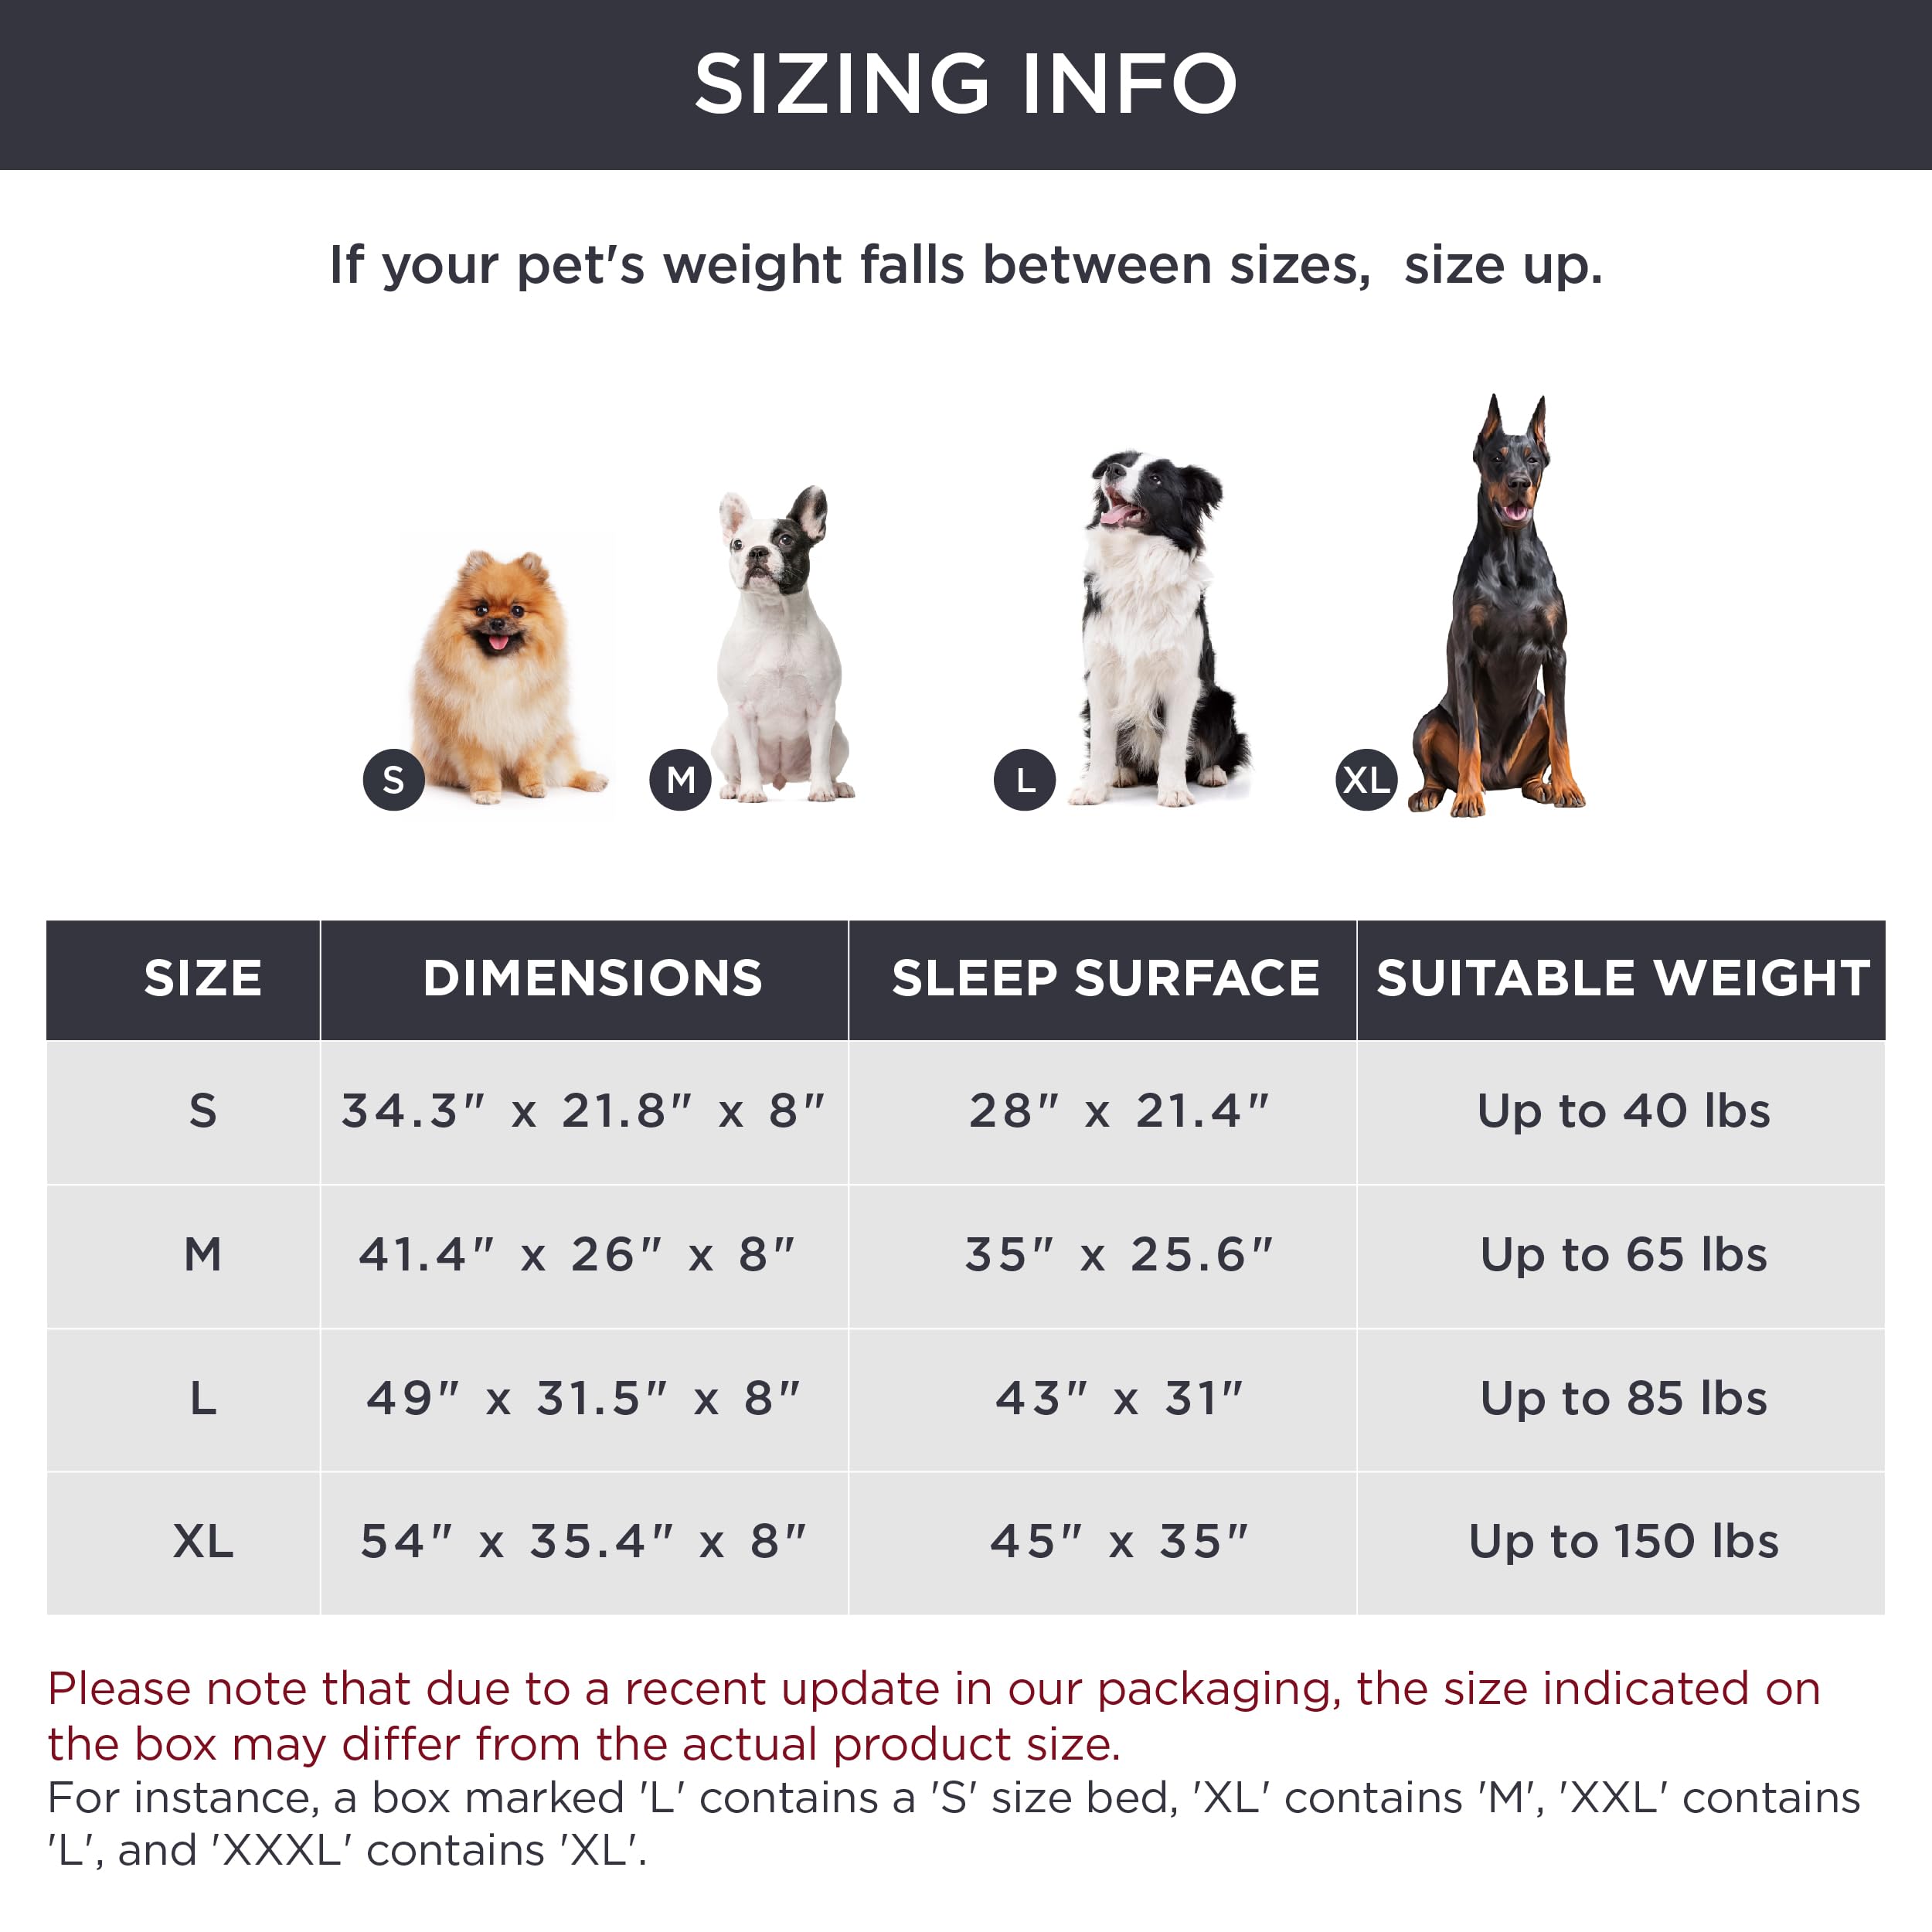 SIZING INFO
If your pet's weight falls between sizes, size up.
S
M
L
XL
SIZE DIMENSIONS SLEEP SURFACE SUITABLE WEIGHT
S 34.3" x 21.8" x 8" 28" x 21.4" Up to 40 lbs
M 41.4" x 26" x 8" 35" x 25.6" Up to 65 lbs
L 49" x 31.5" x 8" 43" x 31" Up to 85 lbs
XL 54" x 35.4" x 8" 45" x 35" Up to 150 lbs
Please note that due to a recent update in our packaging, the size indicated on
the box may differ from the actual product size.
For instance, a box marked 'L' contains a 'S' size bed, 'XL' contains 'M', 'XXL' contains
'L', and 'XXXL' contains 'XL'.